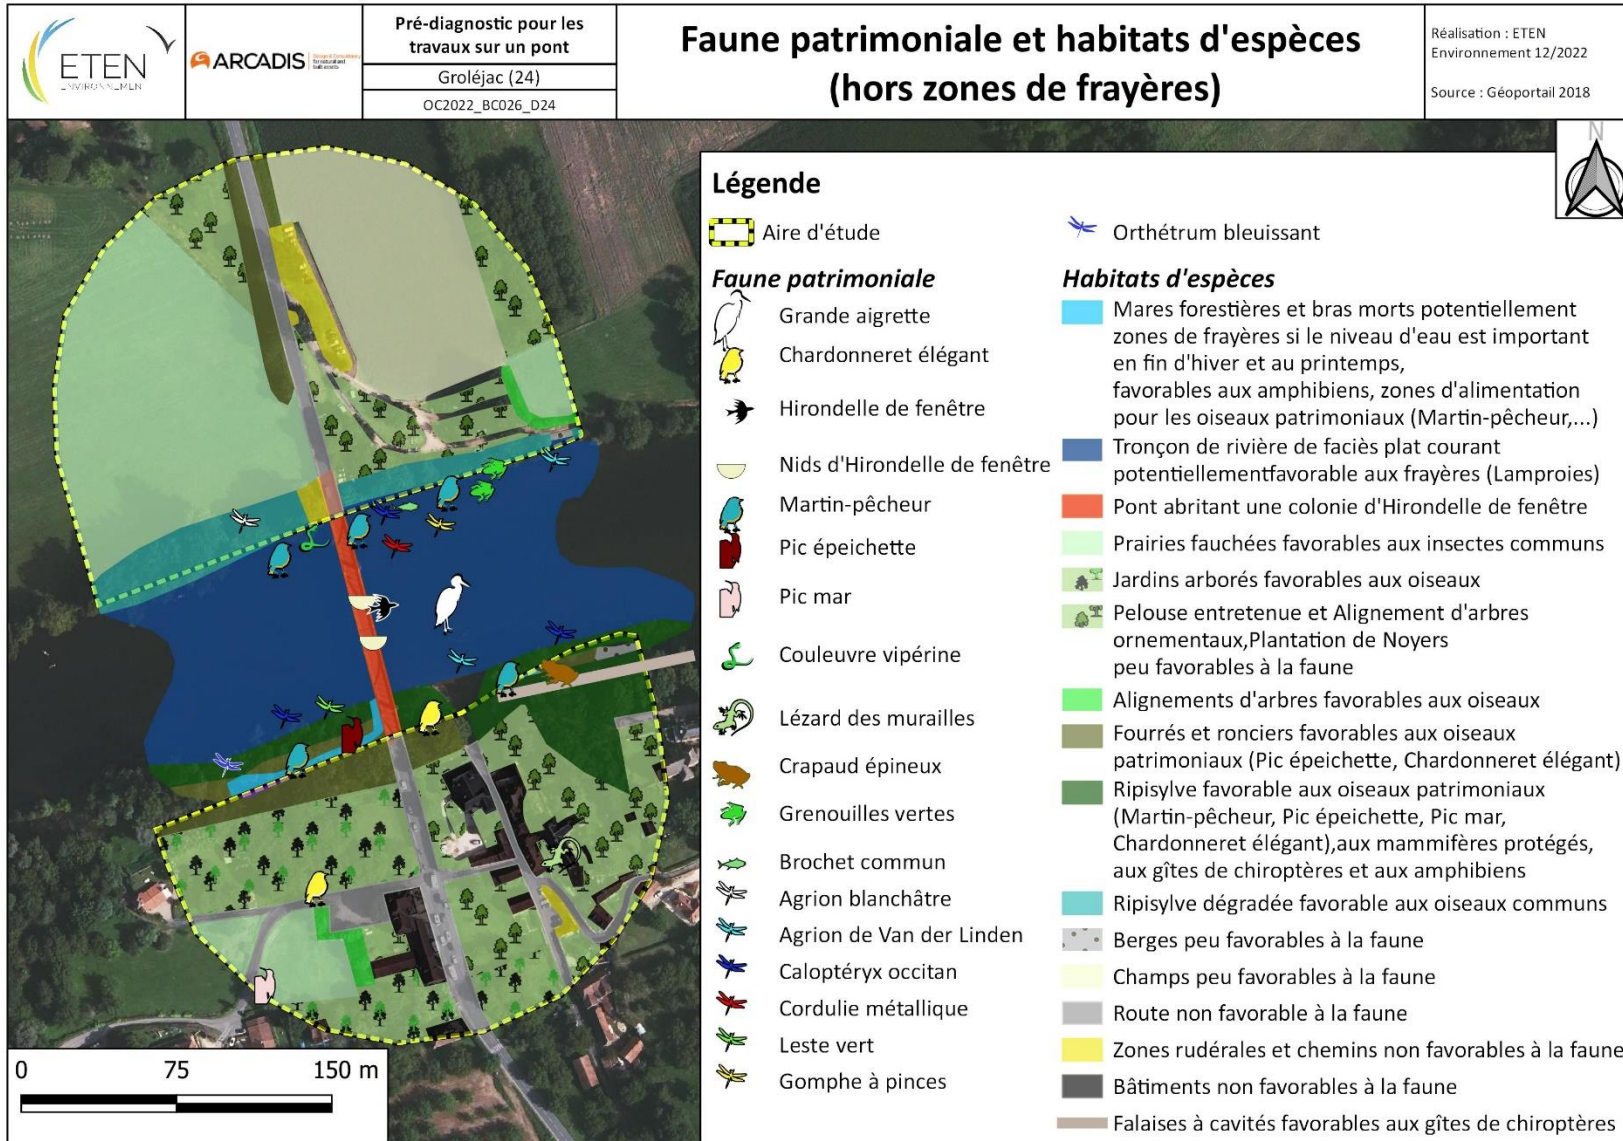 ETEN
ENVIRONNEMENT
ARCADIS
Pré-diagnostic pour les
travaux sur un pont
Groléjac (24)
OC2022_BC026_D24
Faune patrimoniale et habitats d'espèces
(hors zones de frayères)
Réalisation : ETEN
Environnement 12/2022
Source : Géoportail 2018
N
Légende
Aire d'étude
Faune patrimoniale
Grande aigrette
Chardonneret élégant
Hirondelle de fenêtre
Nids d'Hirondelle de fenêtre
Martin-pêcheur
Pic épeichette
Pic mar
Couleuvre vipérine
Lézard des murailles
Crapaud épineux
Grenouilles vertes
Brochet commun
Agrion blanchâtre
Agrion de Van der Linden
Caloptéryx occitan
Cordulie métallique
Leste vert
Gomphe à pinces
Orthétrum bleuissant
Habitats d'espèces
Mares forestières et bras morts potentiellement
zones de frayères si le niveau d'eau est important
en fin d'hiver et au printemps,
favorables aux amphibiens, zones d'alimentation
pour les oiseaux patrimoniaux (Martin-pêcheur,...)
Tronçon de rivière de faciès plat courant
potentiellementfavorable aux frayères (Lamproies)
Pont abritant une colonie d'Hirondelle de fenêtre
Prairies fauchées favorables aux insectes communs
Jardins arborés favorables aux oiseaux
Pelouse entretenue et Alignement d'arbres
ornementaux,Plantation de Noyers
peu favorables à la faune
Alignements d'arbres favorables aux oiseaux
Fourrés et ronciers favorables aux oiseaux
patrimoniaux (Pic épeichette, Chardonneret élégant)
Ripisylve favorable aux oiseaux patrimoniaux
(Martin-pêcheur, Pic épeichette, Pic mar,
Chardonneret élégant),aux mammifères protégés,
aux gîtes de chiroptères et aux amphibiens
Ripisylve dégradée favorable aux oiseaux communs
Berges peu favorables à la faune
Champs peu favorables à la faune
Route non favorable à la faune
Zones rudérales et chemins non favorables à la faune
Bâtiments non favorables à la faune
Falaises à cavités favorables aux gîtes de chiroptères
0 75 150 m